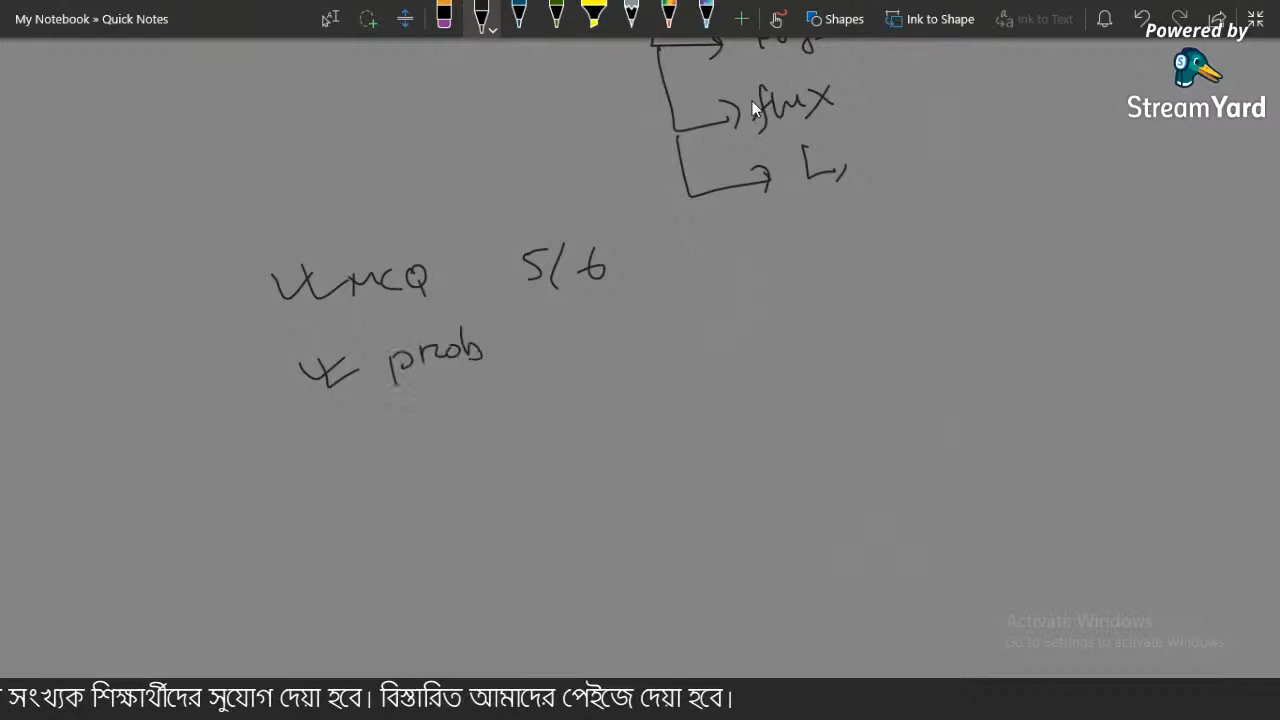 My Notebook » Quick Notes
Shapes
Ink to Shape
Ink to Text
Powered by
StreamYard
flux
L,
MCQ 5/6
prob
Activate Windows
Go to Settings to activate Windows.
সংখ্যক শিক্ষার্থীদের সুযোগ দেয়া হবে। বিস্তারিত আমাদের পেইজে দেয়া হবে।